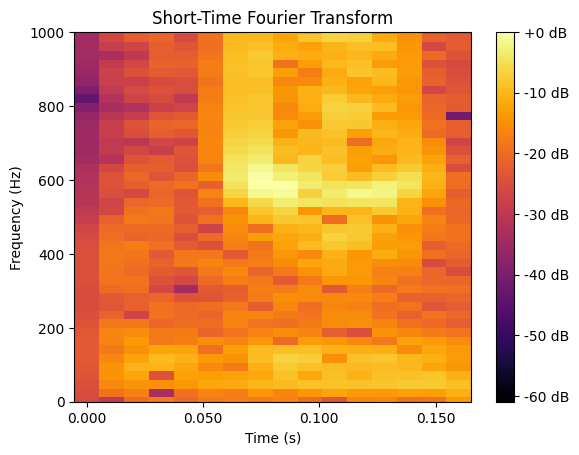 Short-Time Fourier Transform
1000
800
600
400
200
0
Frequency (Hz)
0.000
0.050
0.100
0.150
Time (s)
+0 dB
-10 dB
-20 dB
-30 dB
-40 dB
-50 dB
-60 dB